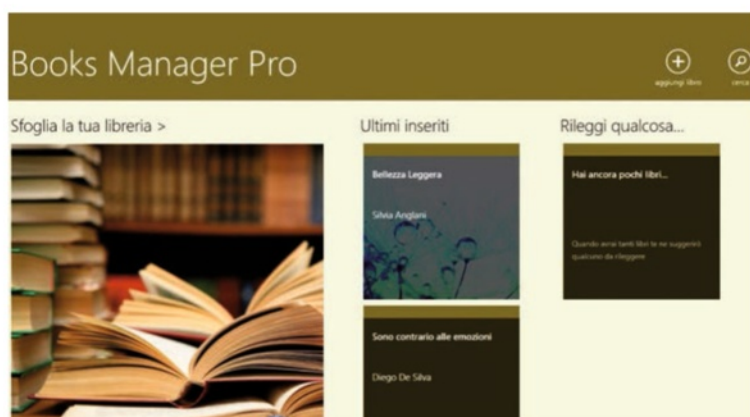 Books Manager Pro
aggiungi libro
cerca
Sfoglia la tua libreria >
Ultimi inseriti
Rileggi qualcosa...
Bellezza Leggera
Silvia Anglani
Hai ancora pochi libri...
Quando avrai tanti libri te ne suggerirò
qualcuno da rileggere
Sono contrario alle emozioni
Diego De Silva